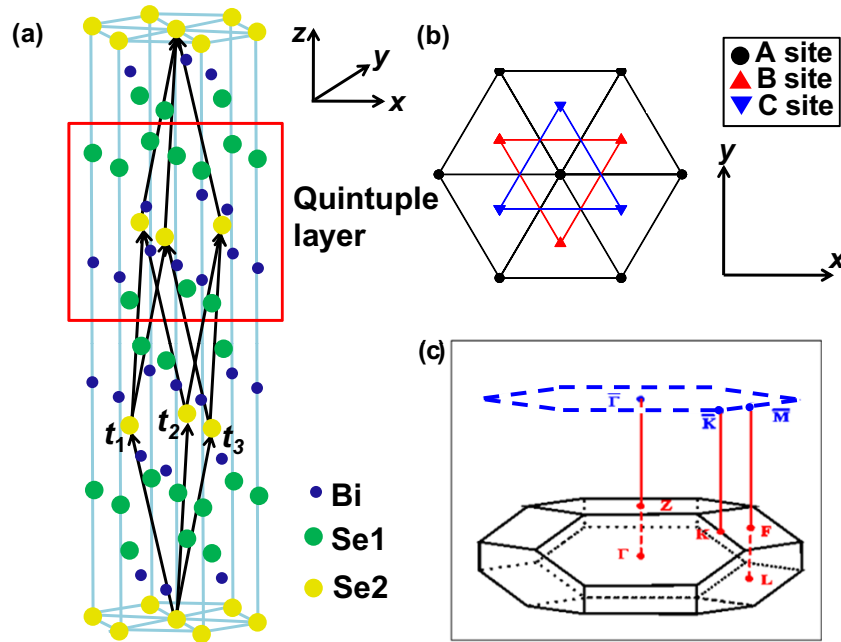 (a)
z
y
x
Quintuple
layer
t1
t2
t3
Bi
Se1
Se2
(b)
A site
B site
C site
y
x
(c)
Γ̅
K̅
M̅
Z
K
F
Γ
L